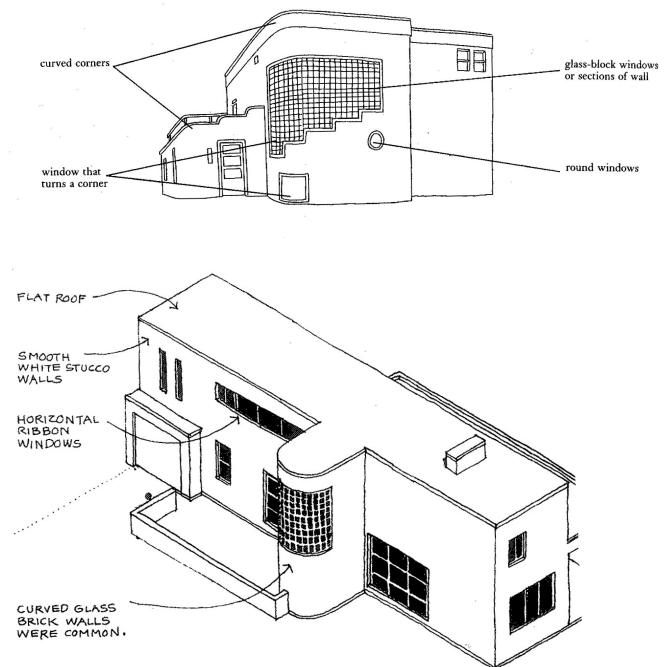 curved corners
glass-block windows
or sections of wall
window that
turns a corner
round windows
FLAT ROOF
SMOOTH
WHITE STUCCO
WALLS
HORIZONTAL
RIBBON
WINDOWS
CURVED GLASS
BRICK WALLS
WERE COMMON.